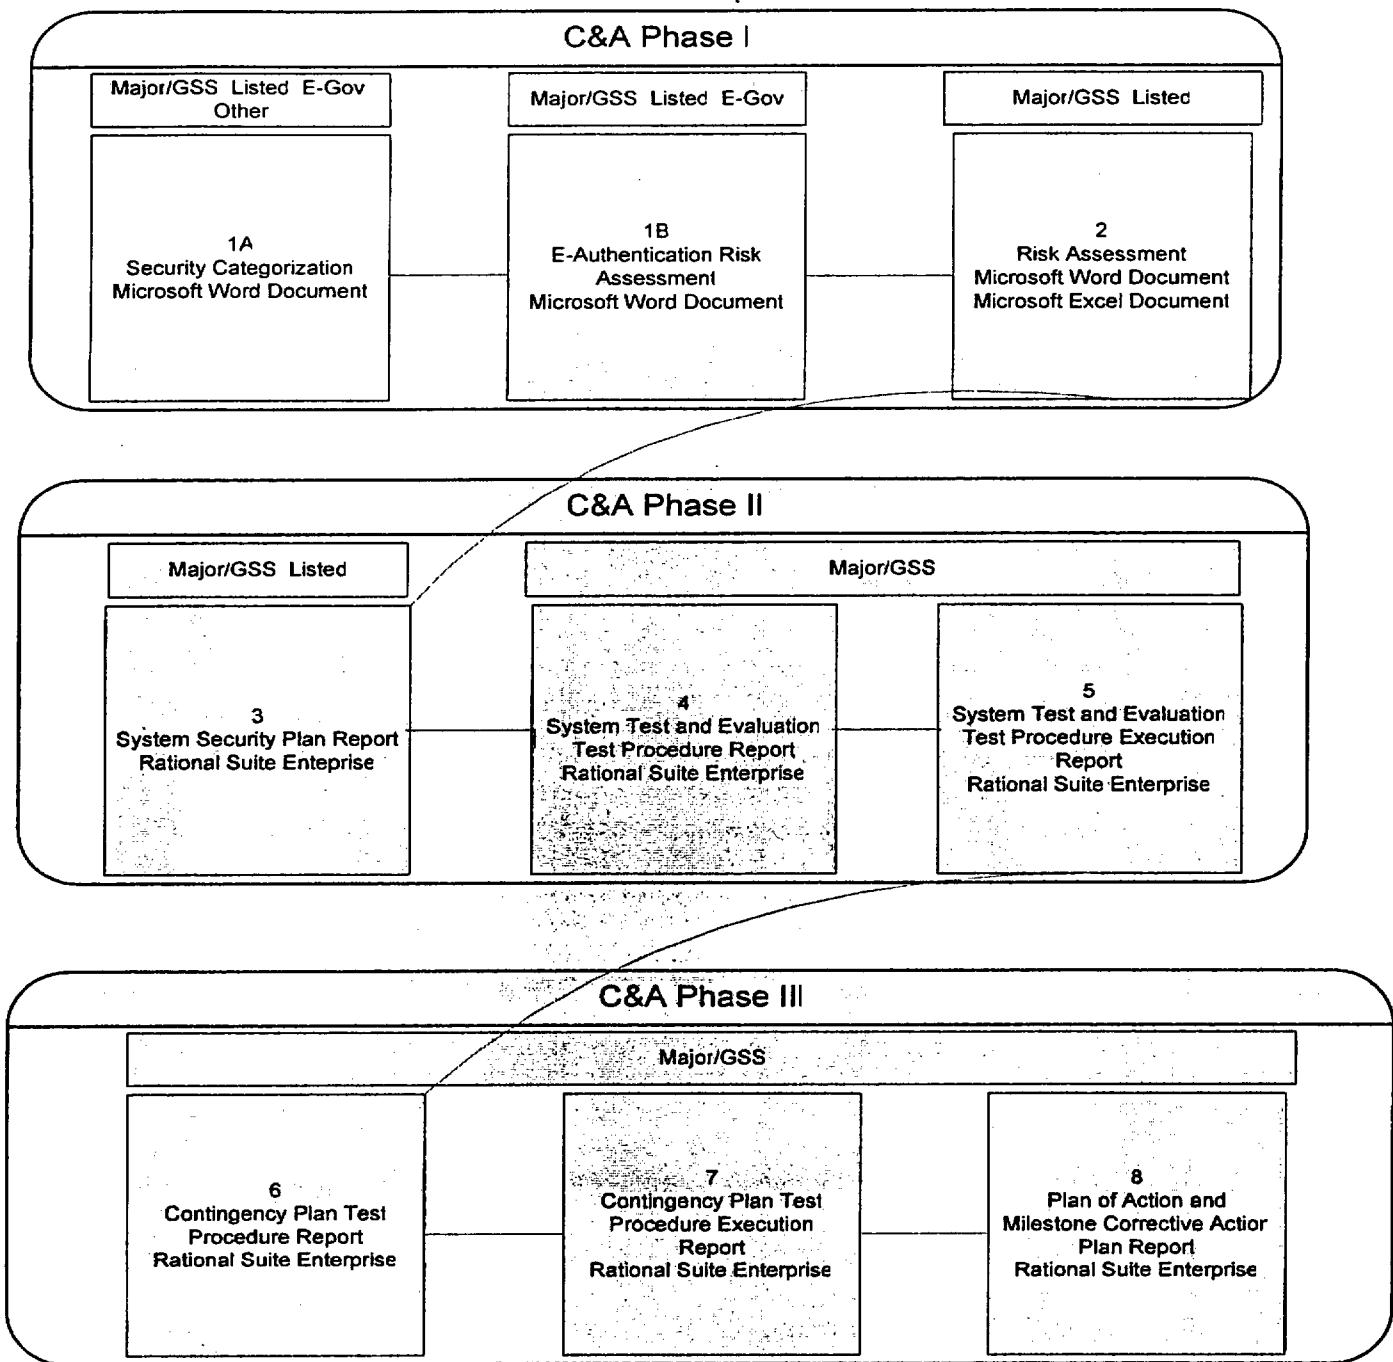 C&A Phase I
Major/GSS Listed E-Gov
Other
Major/GSS Listed E-Gov
Major/GSS Listed
1A
Security Categorization
Microsoft Word Document
1B
E-Authentication Risk
Assessment
Microsoft Word Document
2
Risk Assessment
Microsoft Word Document
Microsoft Excel Document
C&A Phase II
Major/GSS Listed
Major/GSS
3
System Security Plan Report
Rational Suite Enteprise
4
System Test and Evaluation
Test Procedure Report
Rational Suite Enterprise
5
System Test and Evaluation
Test Procedure Execution
Report
Rational Suite Enterprise
C&A Phase III
Major/GSS
6
Contingency Plan Test
Procedure Report
Rational Suite Enterprise
7
Contingency Plan Test
Procedure Execution
Report
Rational Suite Enterprise
8
Plan of Action and
Milestone Corrective Action
Plan Report
Rational Suite Enterprise